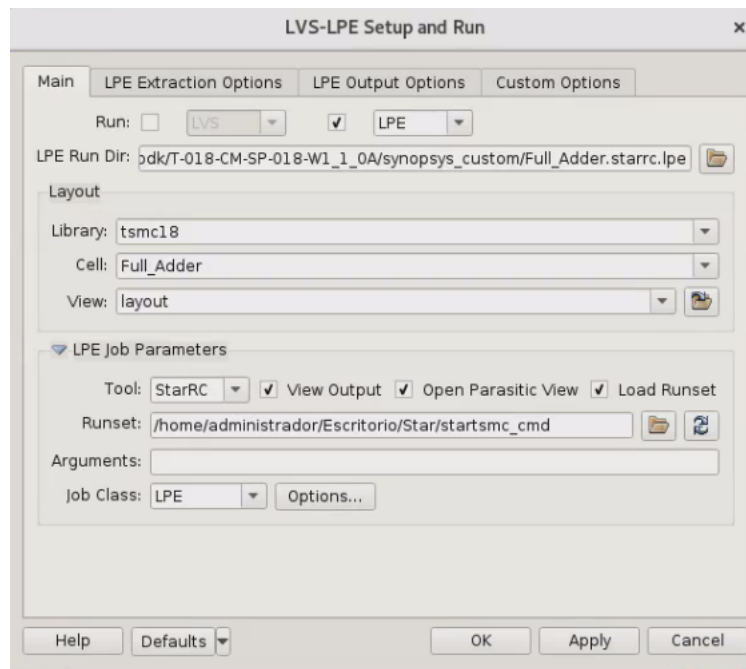 LVS-LPE Setup and Run
Main LPE Extraction Options LPE Output Options Custom Options
Run: LVS LPE
LPE Run Dir: pdk/T-018-CM-SP-018-W1_1_0A/synopsys_custom/Full_Adder.starrc.lpe
Layout
Library: tsmc18
Cell: Full_Adder
View: layout
LPE Job Parameters
Tool: StarRC View Output Open Parasitic View Load Runset
Runset: /home/administrador/Escritorio/Star/startsmc_cmd
Arguments:
Job Class: LPE Options...
Help Defaults OK Apply Cancel